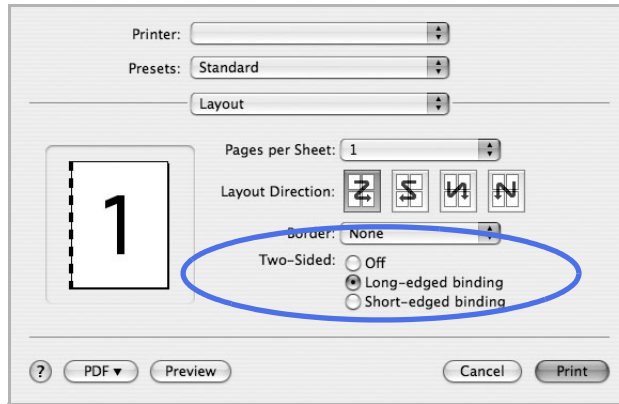 Printer:
Presets: Standard
Layout
Pages per Sheet: 1
Layout Direction:
1
Border: None
Two-Sided: Off
Long-edged binding
Short-edged binding
? PDF▼ Preview Cancel Print